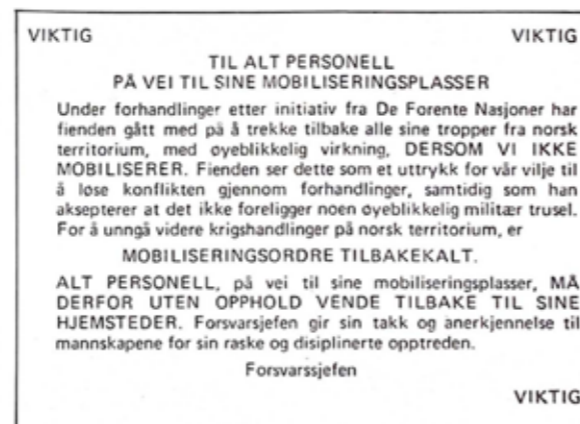 VIKTIG VIKTIG
TIL ALT PERSONELL
PÅ VEI TIL SINE MOBILISERINGSPLASSER
Under forhandlinger etter initiativ fra De Forente Nasjoner har
fienden gått med på å trekke tilbake alle sine tropper fra norsk
territorium, med øyeblikkelig virkning, DERSOM VI IKKE
MOBILISERER. Fienden ser dette som et uttrykk for vår vilje til
å løse konflikten gjennom forhandlinger, samtidig som han
aksepterer at det ikke foreligger noen øyeblikkelig militær trusel.
For å unngå videre krigshandlinger på norsk territorium, er
MOBILISERINGSORDRE TILBAKEKALT.
ALT PERSONELL, på vei til sine mobiliseringsplasser, MÅ
DERFOR UTEN OPPHOLD VENDE TILBAKE TIL SINE
HJEMSTEDER. Forsvarsjefen gir sin takk og anerkjennelse til
mannskapene for sin raske og disiplinerte opptreden.
Forsvarssjefen
VIKTIG